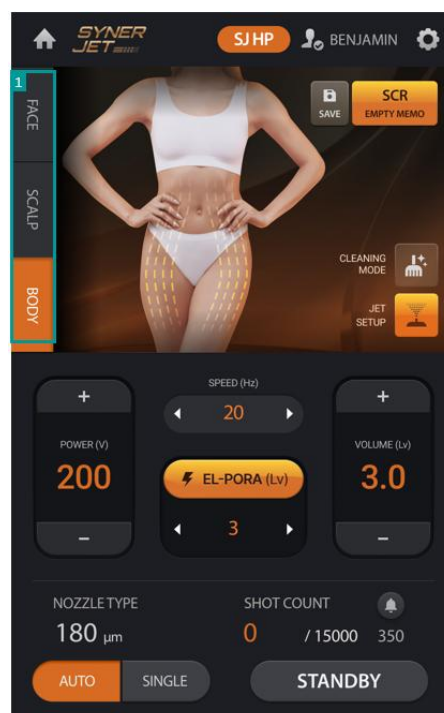 SYNER
JET
SJ HP
BENJAMIN
1
FACE
SCALP
BODY
SAVE
SCR
EMPTY MEMO
CLEANING
MODE
JET
SETUP
SPEED (Hz)
20
+
POWER (V)
200
−
EL-PORA (Lv)
3
+
VOLUME (Lv)
3.0
−
NOZZLE TYPE
180 µm
SHOT COUNT
0 / 15000 350
AUTO
SINGLE
STANDBY